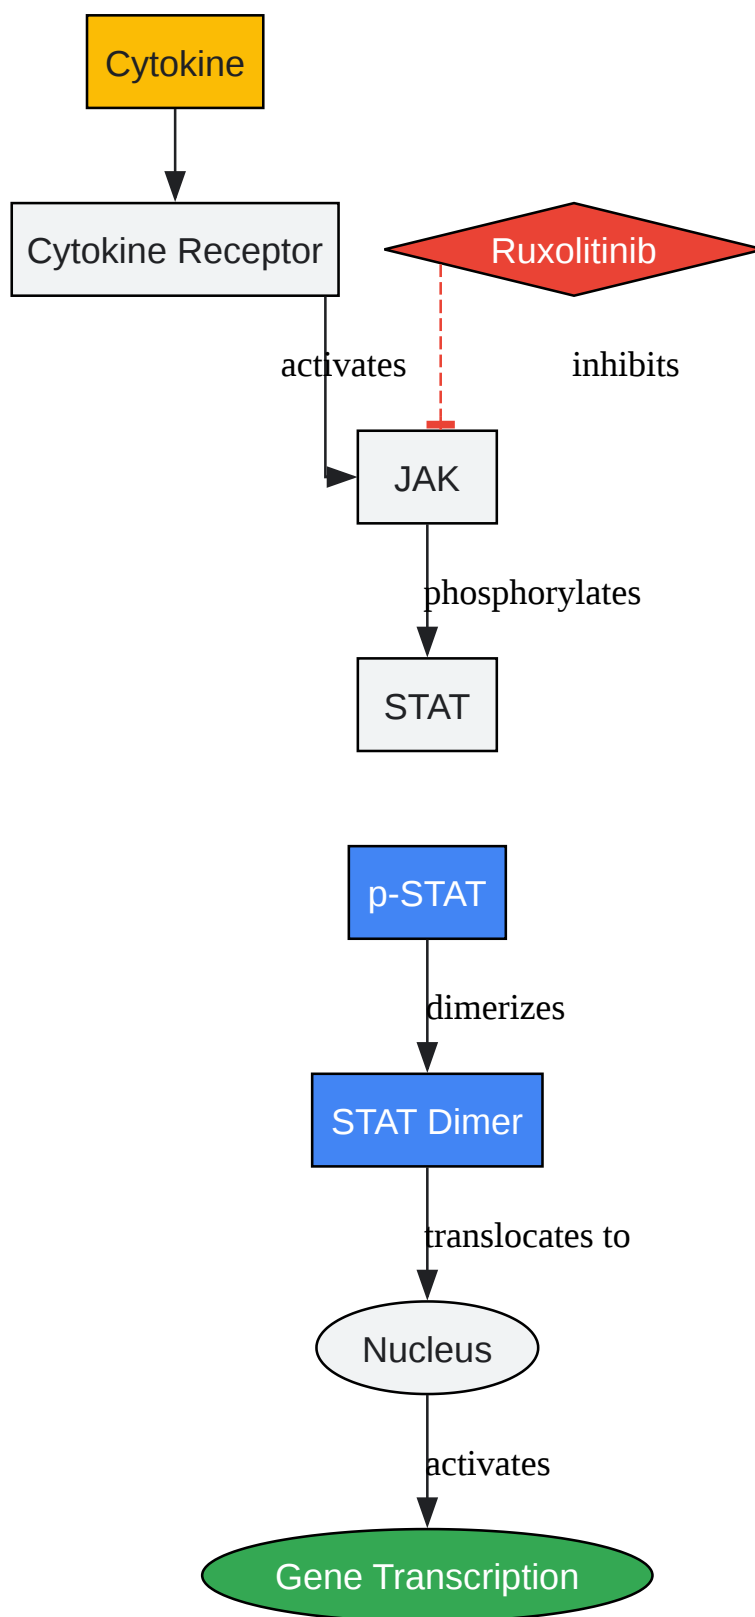 Cytokine
Cytokine Receptor
Ruxolitinib
activates
inhibits
JAK
phosphorylates
STAT
p-STAT
dimerizes
STAT Dimer
translocates to
Nucleus
activates
Gene Transcription